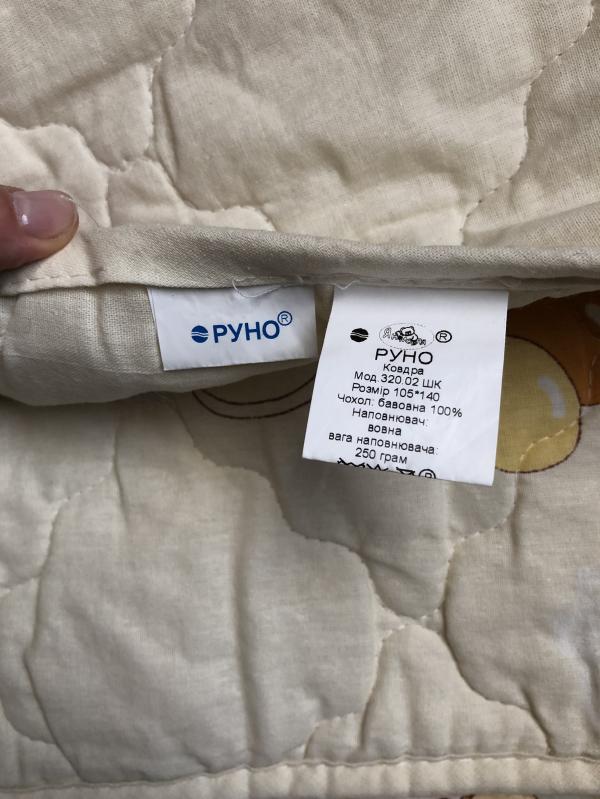 РУНО®
®
РУНО
Ковдра
Мод.320.02 ШК
Розмір 105*140
Чохол: бавовна 100%
Наповнювач:
вовна
вага наповнювача:
250 грам